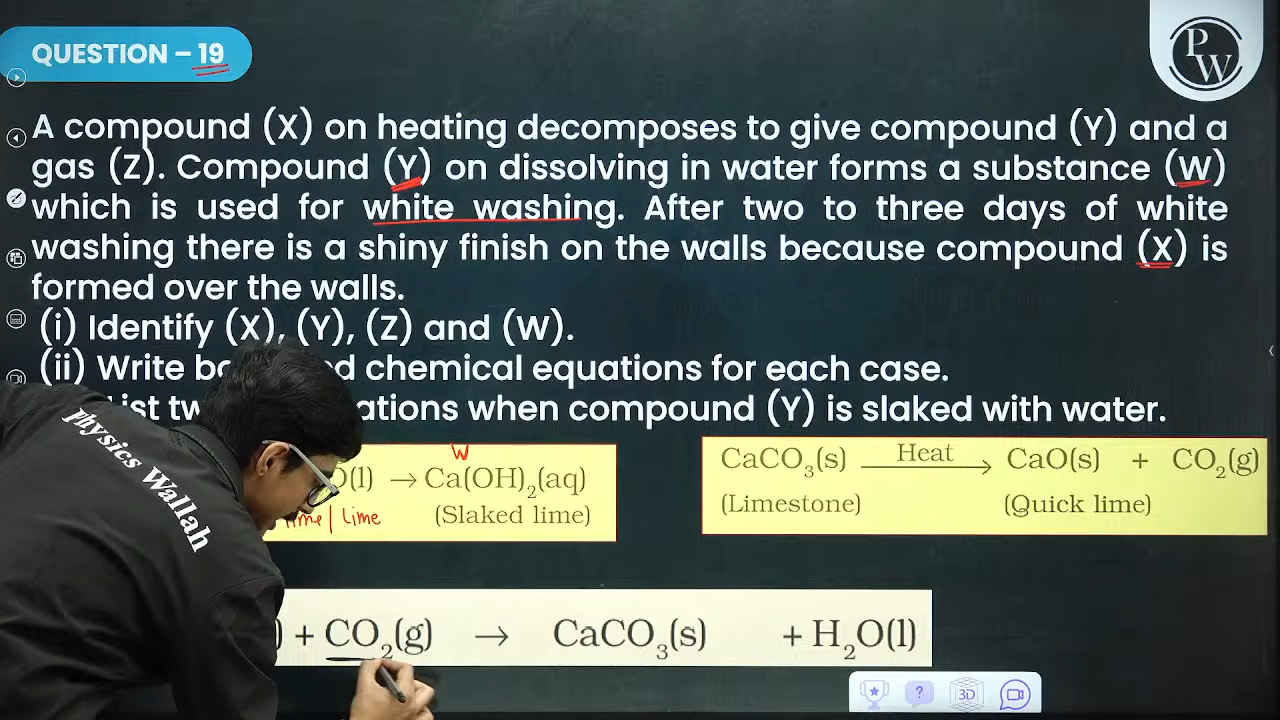 QUESTION – 19
PW
A compound (X) on heating decomposes to give compound (Y) and a
gas (Z). Compound (Y) on dissolving in water forms a substance (W)
which is used for white washing. After two to three days of white
washing there is a shiny finish on the walls because compound (X) is
formed over the walls.
(i) Identify (X), (Y), (Z) and (W).
(ii) Write chemical equations for each case.
when compound (Y) is slaked with water.
W
O(l) → Ca(OH)₂(aq)
lime (Slaked lime)
CaCO₃(s) Heat → CaO(s) + CO₂(g)
(Limestone) (Quick lime)
Physics Wallah
) + CO₂(g) → CaCO₃(s) + H₂O(l)
3D